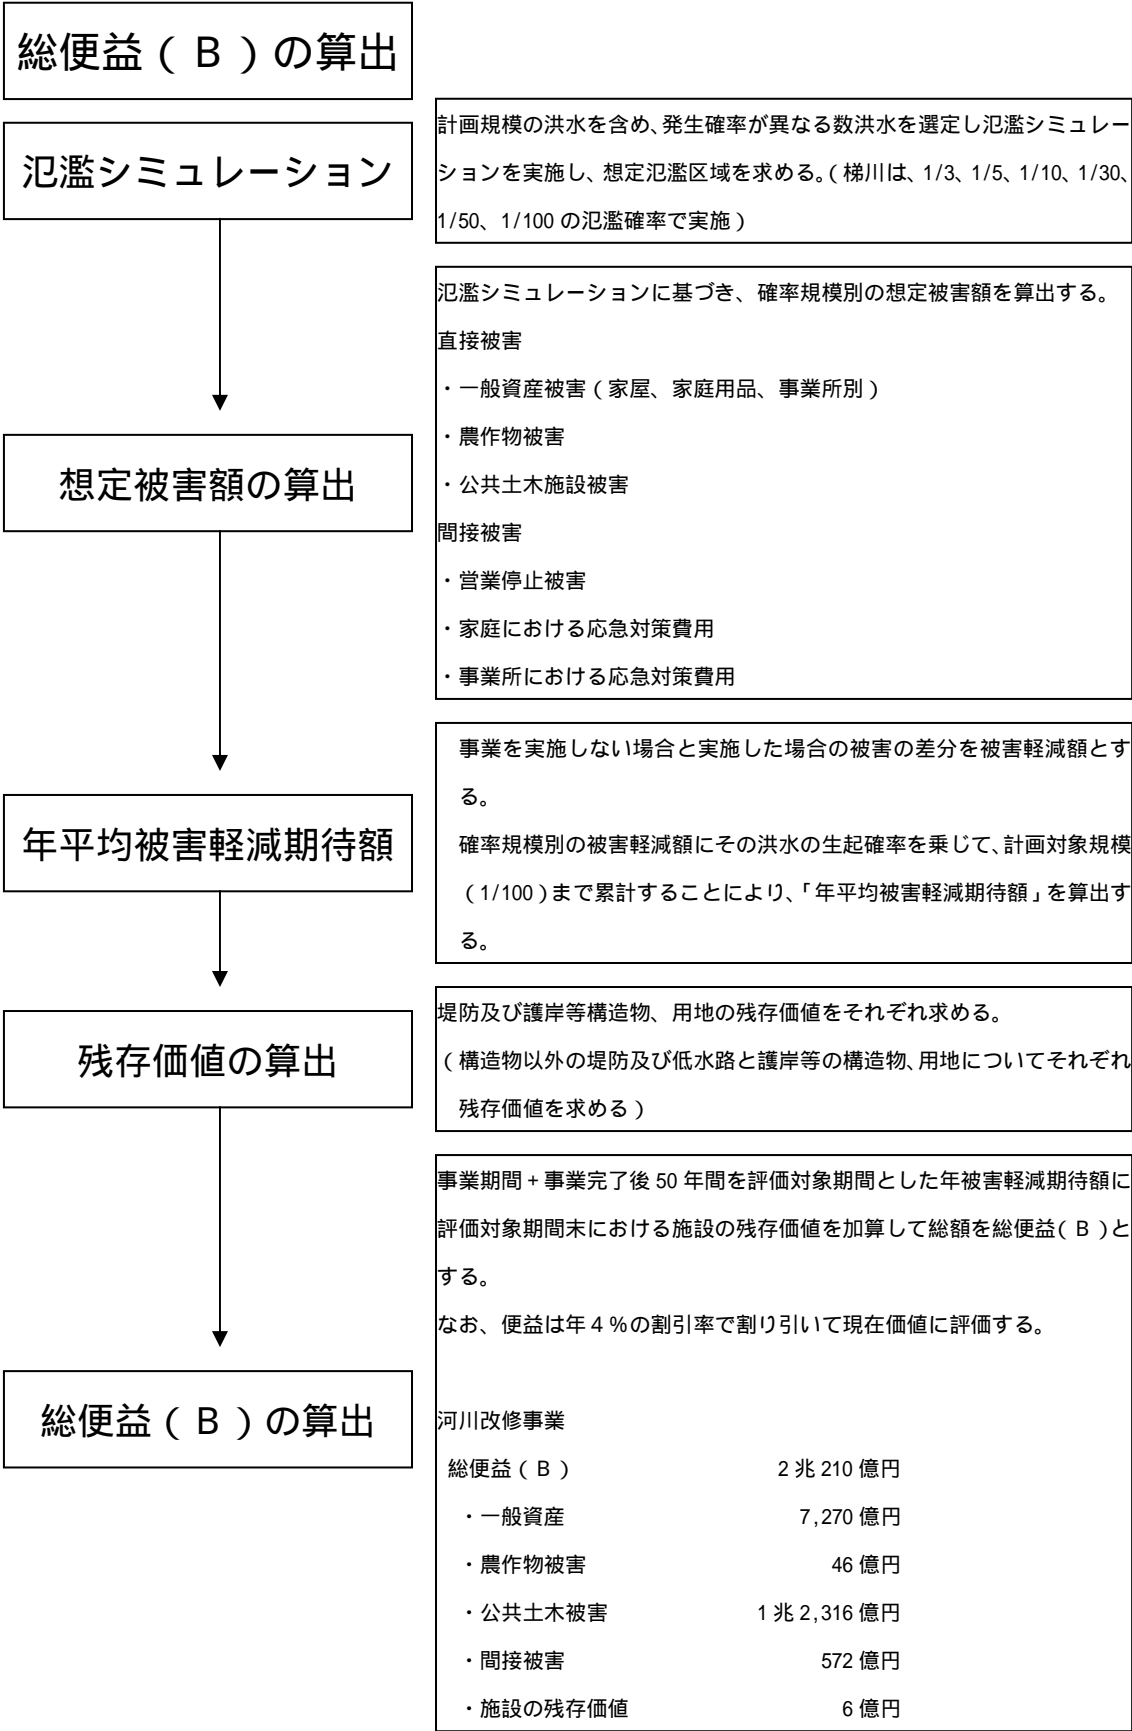 総便益（Ｂ）の算出
氾濫シミュレーション
計画規模の洪水を含め、発生確率が異なる数洪水を選定し氾濫シミュレー
ションを実施し、想定氾濫区域を求める。（梯川は、1/3、1/5、1/10、1/30、
1/50、1/100 の氾濫確率で実施）
想定被害額の算出
氾濫シミュレーションに基づき、確率規模別の想定被害額を算出する。
直接被害
・一般資産被害（家屋、家庭用品、事業所別）
・農作物被害
・公共土木施設被害
間接被害
・営業停止被害
・家庭における応急対策費用
・事業所における応急対策費用
年平均被害軽減期待額
事業を実施しない場合と実施した場合の被害の差分を被害軽減額とす
る。
確率規模別の被害軽減額にその洪水の生起確率を乗じて、計画対象規模
（1/100）まで累計することにより、「年平均被害軽減期待額」を算出す
る。
残存価値の算出
堤防及び護岸等構造物、用地の残存価値をそれぞれ求める。
（構造物以外の堤防及び低水路と護岸等の構造物、用地についてそれぞれ
残存価値を求める）
総便益（Ｂ）の算出
事業期間+事業完了後 50 年間を評価対象期間とした年被害軽減期待額に
評価対象期間末における施設の残存価値を加算して総額を総便益（Ｂ）と
する。
なお、便益は年４％の割引率で割り引いて現在価値に評価する。
河川改修事業
総便益（Ｂ） 2 兆 210 億円
・一般資産 7,270 億円
・農作物被害 46 億円
・公共土木被害 1 兆 2,316 億円
・間接被害 572 億円
・施設の残存価値 6 億円